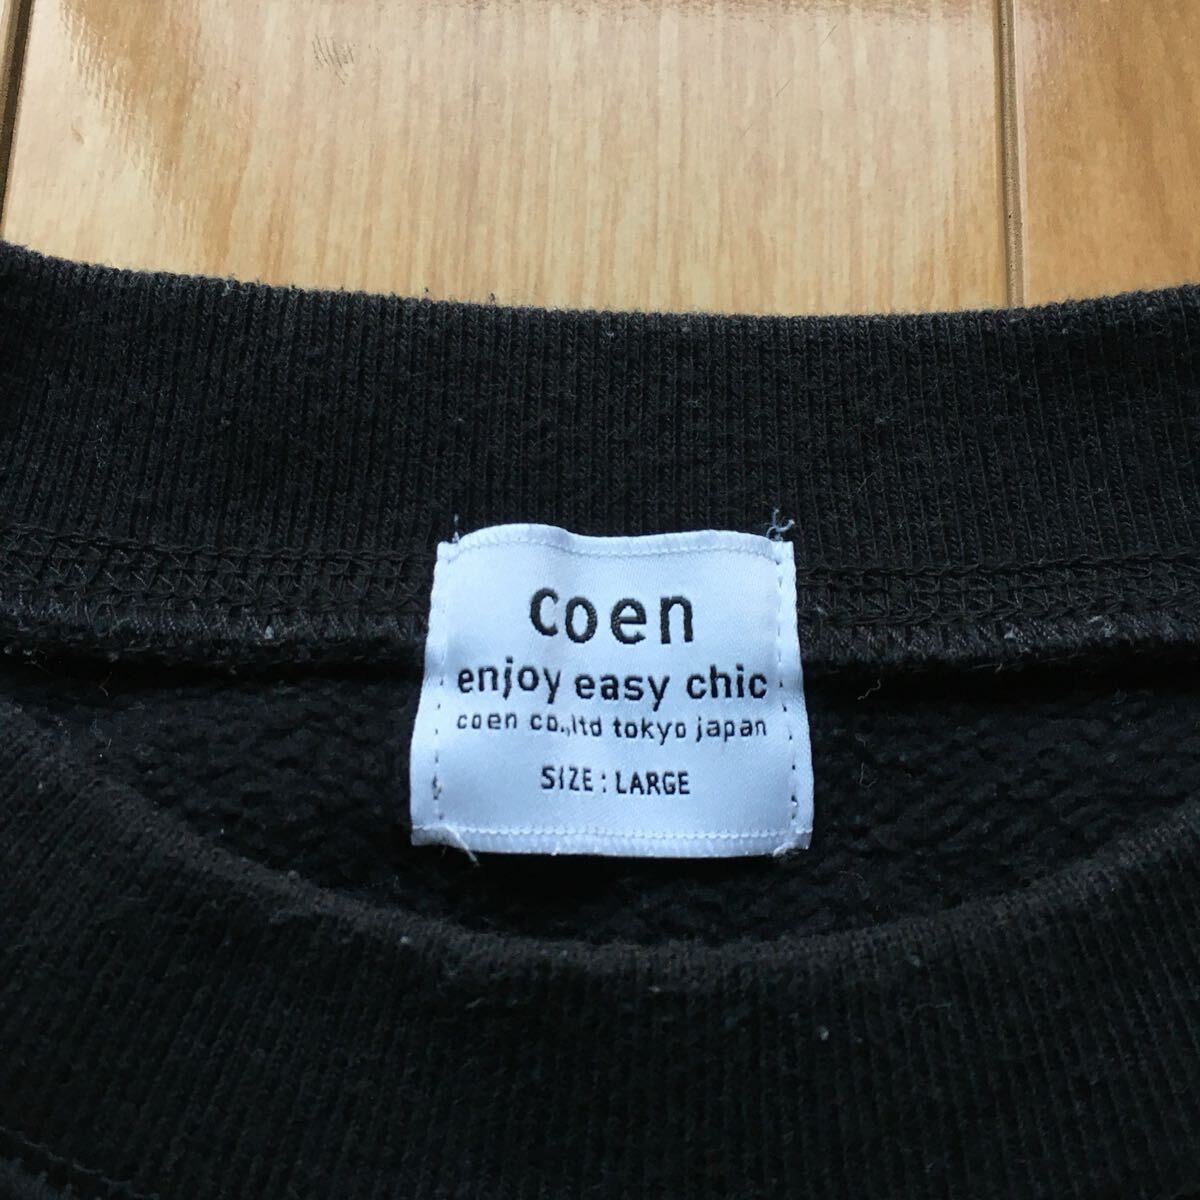 coen
enjoy easy chic
coen co.,ltd tokyo japan
SIZE : LARGE